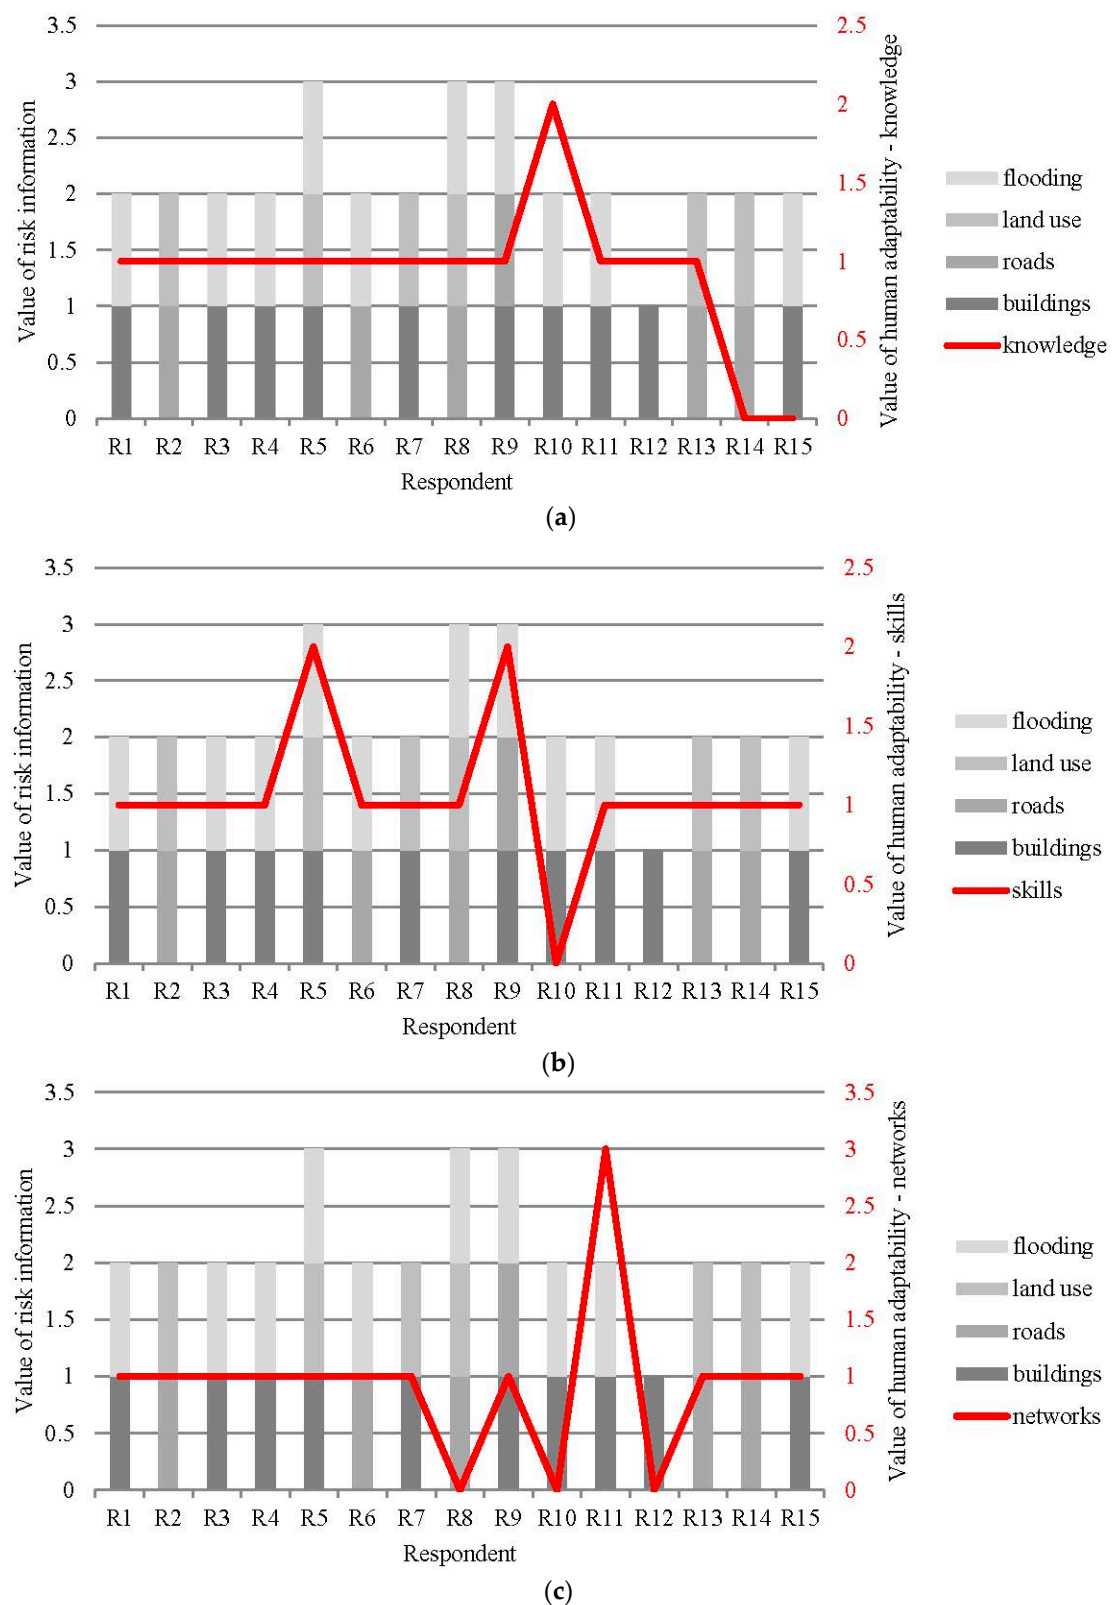 3.5
3
2.5
2
1.5
1
0.5
0
Value of risk information
2.5
2
1.5
1
0.5
0
Value of human adaptability - knowledge
R1 R2 R3 R4 R5 R6 R7 R8 R9 R10 R11 R12 R13 R14 R15
Respondent
flooding
land use
roads
buildings
knowledge
(a)
3.5
3
2.5
2
1.5
1
0.5
0
Value of risk information
2.5
2
1.5
1
0.5
0
Value of human adaptability - skills
R1 R2 R3 R4 R5 R6 R7 R8 R9 R10 R11 R12 R13 R14 R15
Respondent
flooding
land use
roads
buildings
skills
(b)
3.5
3
2.5
2
1.5
1
0.5
0
Value of risk information
3.5
3
2.5
2
1.5
1
0.5
0
Value of human adaptability - networks
R1 R2 R3 R4 R5 R6 R7 R8 R9 R10 R11 R12 R13 R14 R15
Respondent
flooding
land use
roads
buildings
networks
(c)